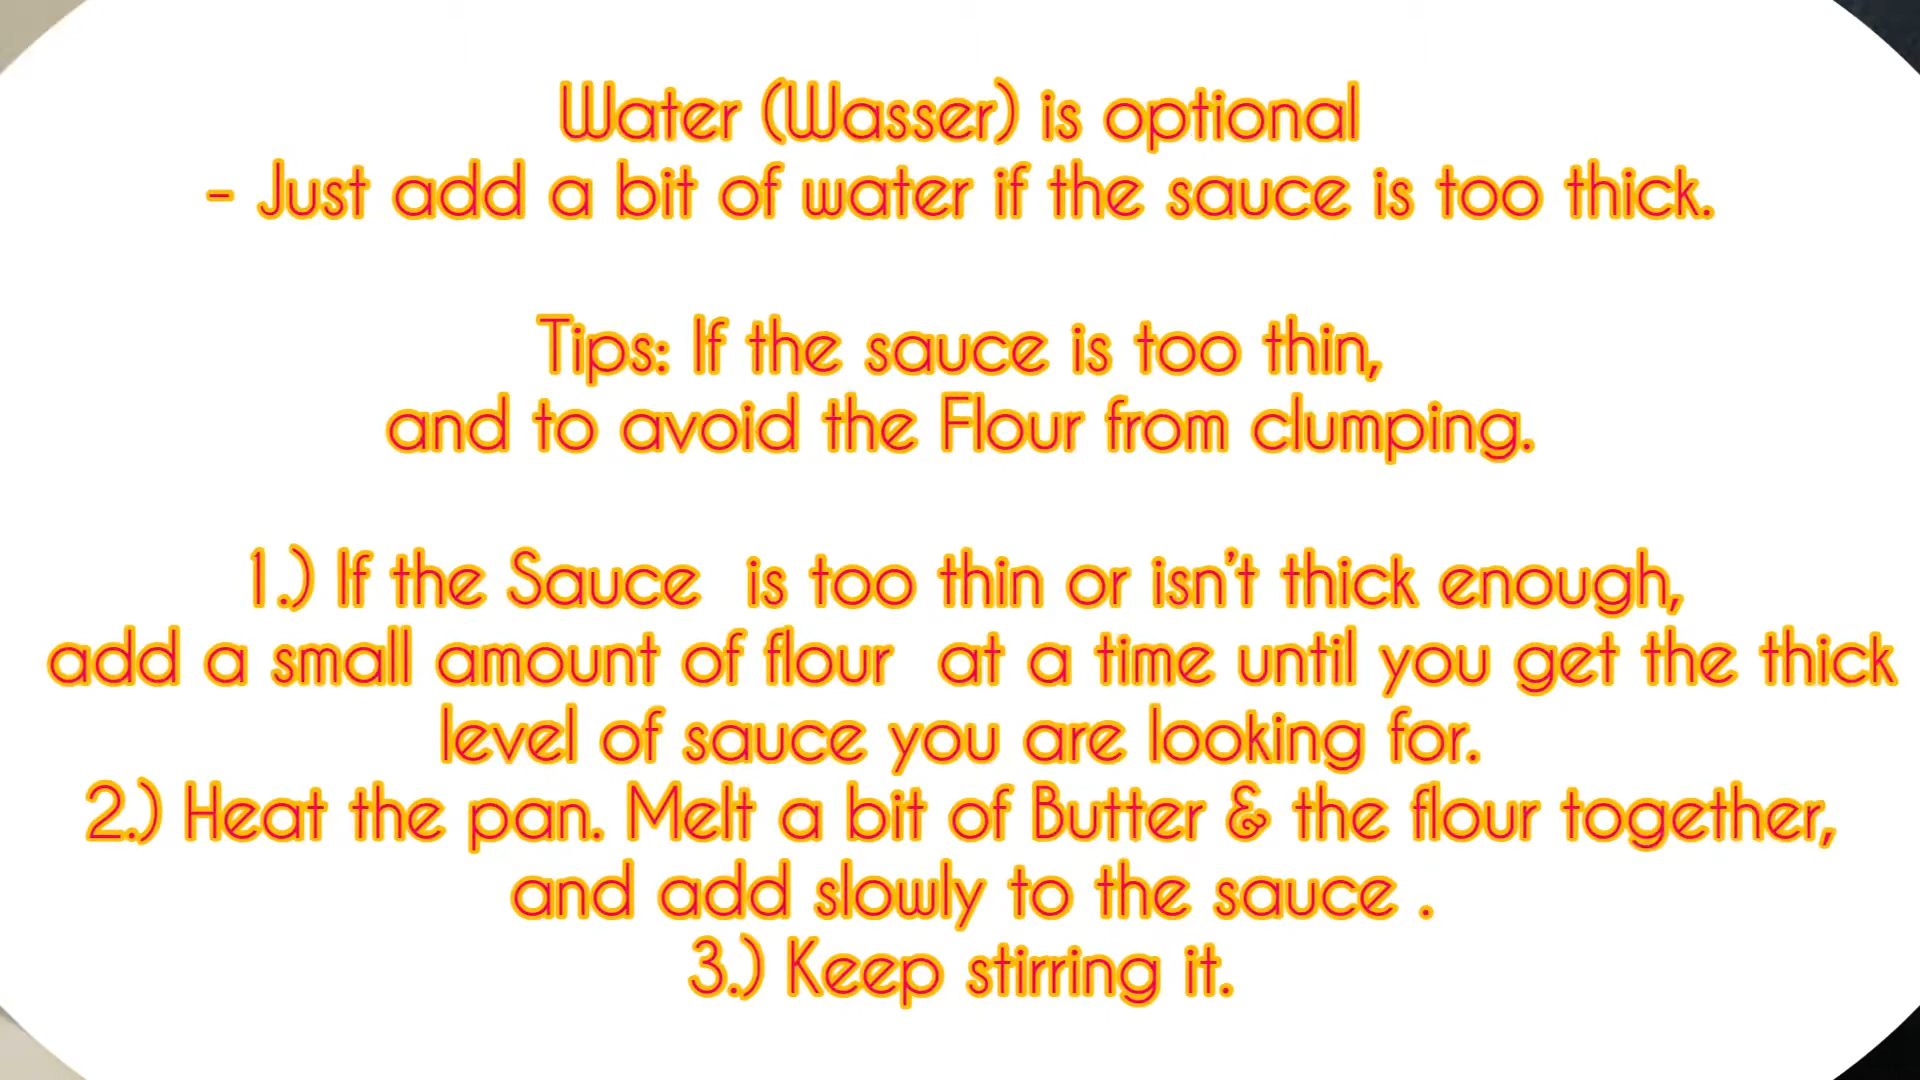 Water (Wasser) is optional
- Just add a bit of water if the sauce is too thick.
Tips: If the sauce is too thin,
and to avoid the Flour from clumping.
1.) If the Sauce  is too thin or isn't thick enough,
add a small amount of flour  at a time until you get the thick
level of sauce you are looking for.
2.) Heat the pan. Melt a bit of Butter & the flour together,
and add slowly to the sauce .
3.) Keep stirring it.